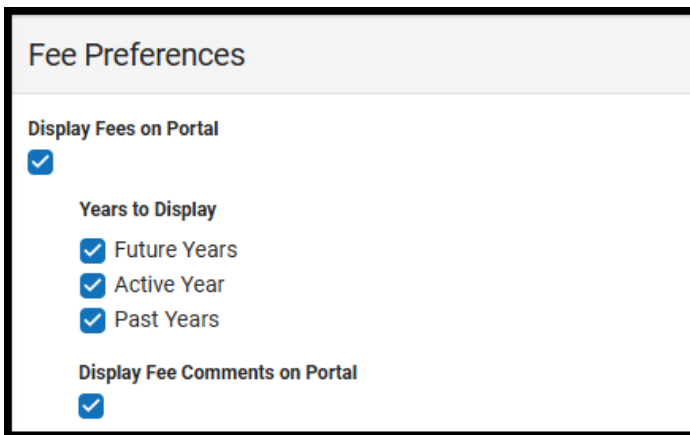 Fee Preferences
Display Fees on Portal
Years to Display
Future Years
Active Year
Past Years
Display Fee Comments on Portal